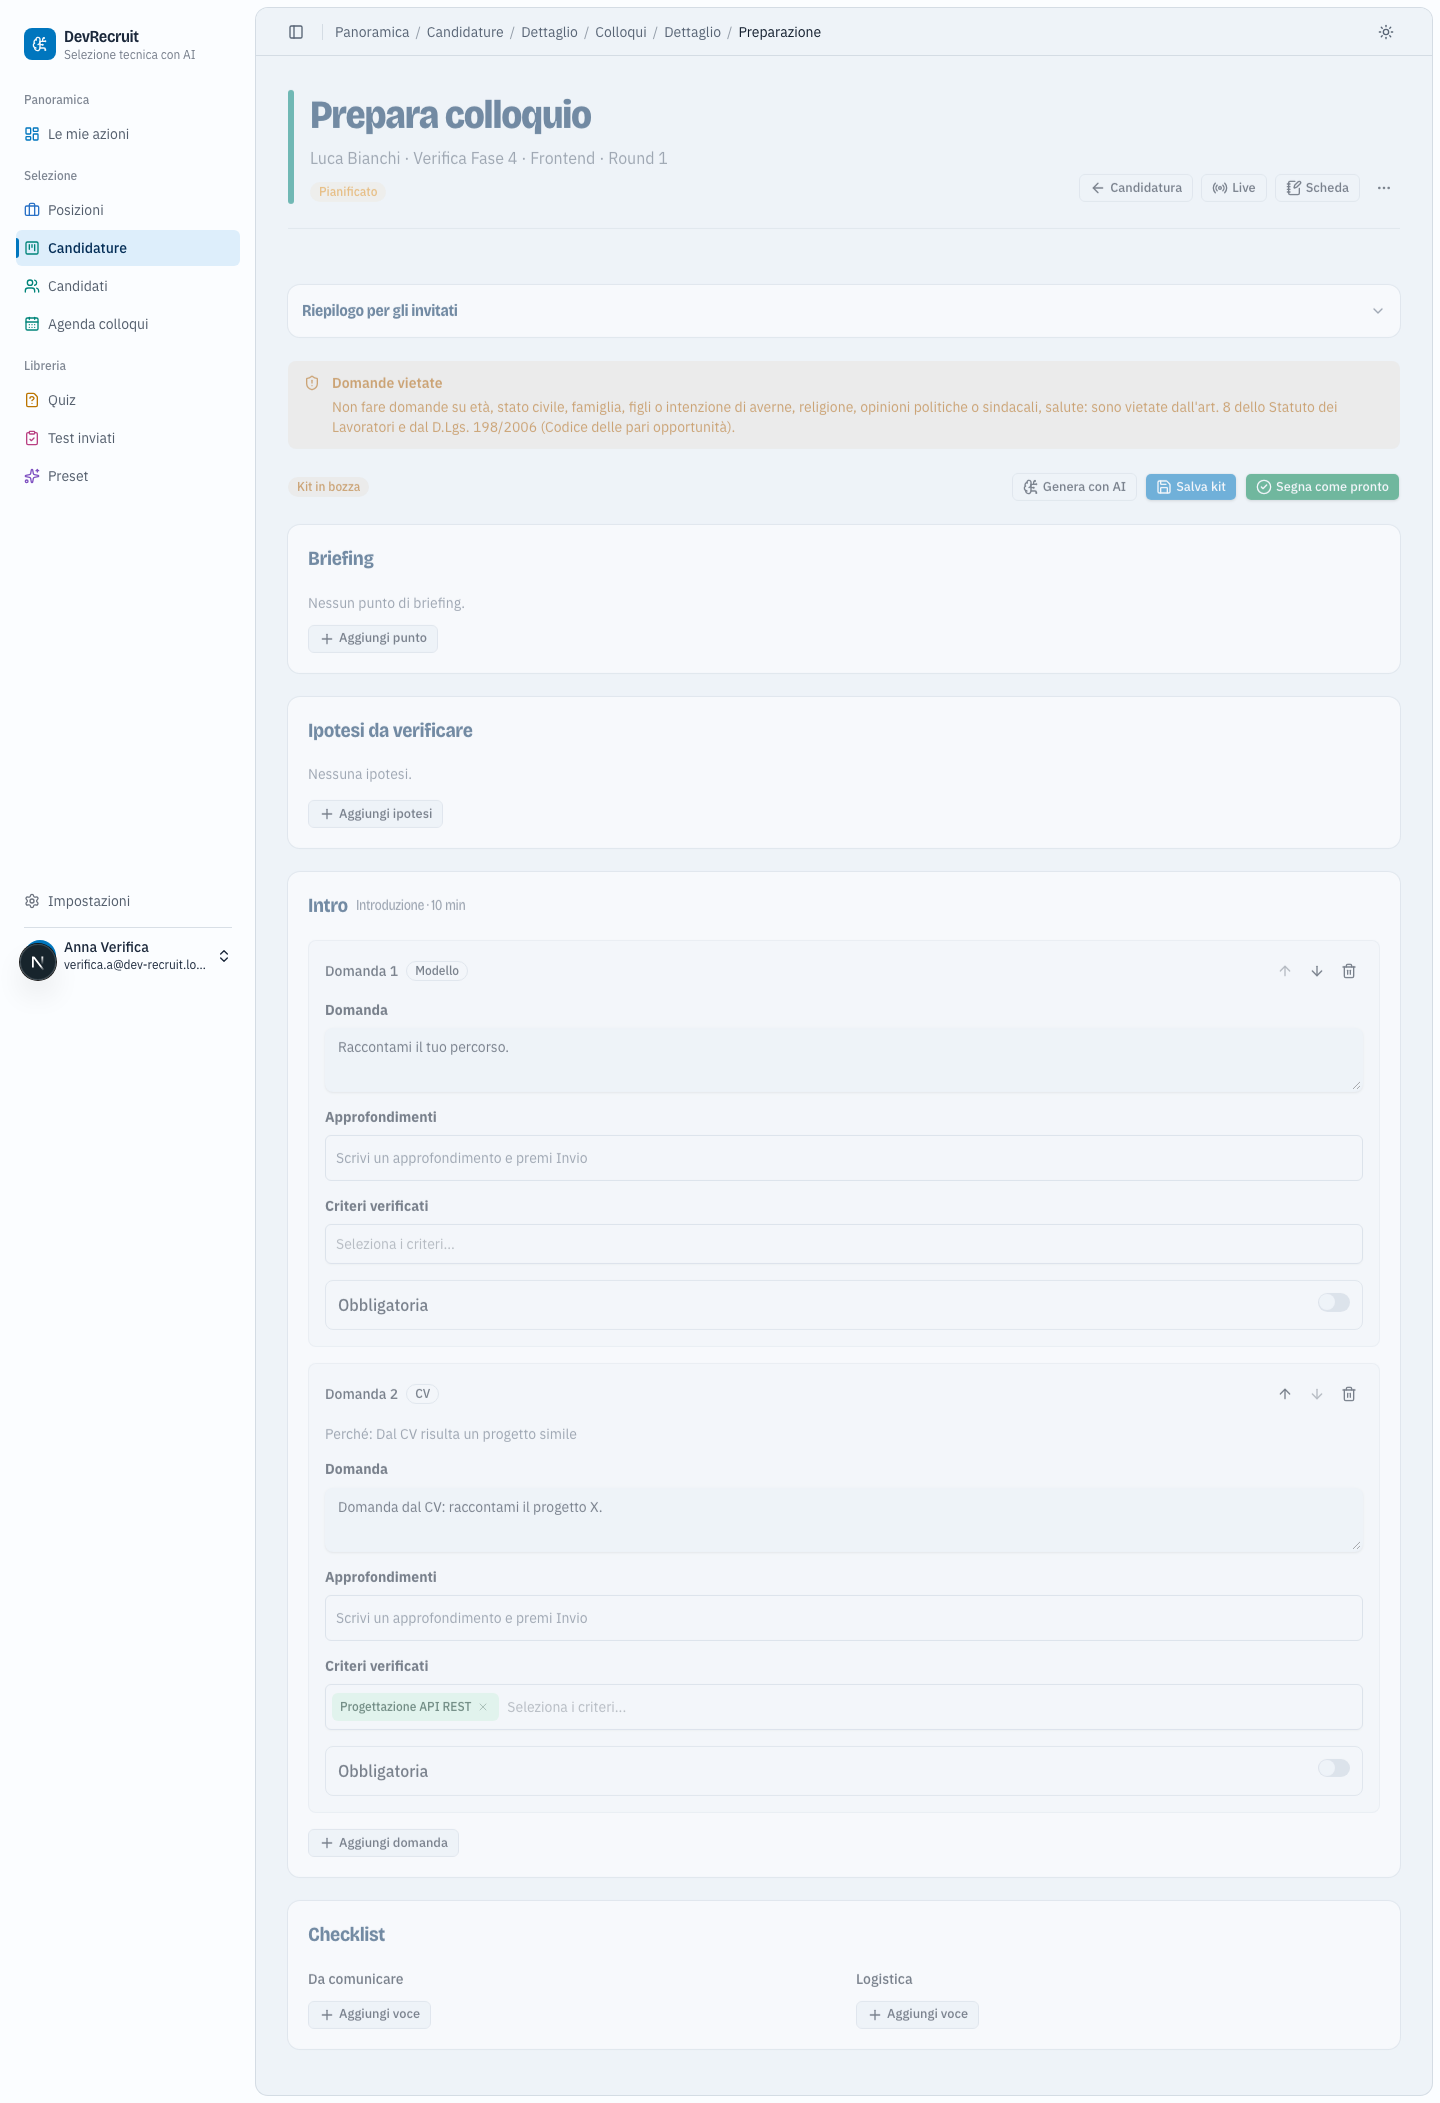 DevRecruit
Selezione tecnica con AI
Panoramica
Le mie azioni
Selezione
Posizioni
Candidature
Candidati
Agenda colloqui
Libreria
Quiz
Test inviati
Preset
Impostazioni
N
Anna Verifica
verifica.a@dev-recruit.lo...
Panoramica / Candidature / Dettaglio / Colloqui / Dettaglio / Preparazione
Prepara colloquio
Luca Bianchi · Verifica Fase 4 · Frontend · Round 1
Pianificato
Candidatura
Live
Scheda
Riepilogo per gli invitati
Domande vietate
Non fare domande su età, stato civile, famiglia, figli o intenzione di averne, religione, opinioni politiche o sindacali, salute: sono vietate dall'art. 8 dello Statuto dei
Lavoratori e dal D.Lgs. 198/2006 (Codice delle pari opportunità).
Kit in bozza
Genera con AI
Salva kit
Segna come pronto
Briefing
Nessun punto di briefing.
Aggiungi punto
Ipotesi da verificare
Nessuna ipotesi.
Aggiungi ipotesi
Intro Introduzione · 10 min
Domanda 1 Modello
Domanda
Raccontami il tuo percorso.
Approfondimenti
Scrivi un approfondimento e premi Invio
Criteri verificati
Seleziona i criteri...
Obbligatoria
Domanda 2 CV
Perché: Dal CV risulta un progetto simile
Domanda
Domanda dal CV: raccontami il progetto X.
Approfondimenti
Scrivi un approfondimento e premi Invio
Criteri verificati
Progettazione API REST × Seleziona i criteri...
Obbligatoria
Aggiungi domanda
Checklist
Da comunicare
Aggiungi voce
Logistica
Aggiungi voce